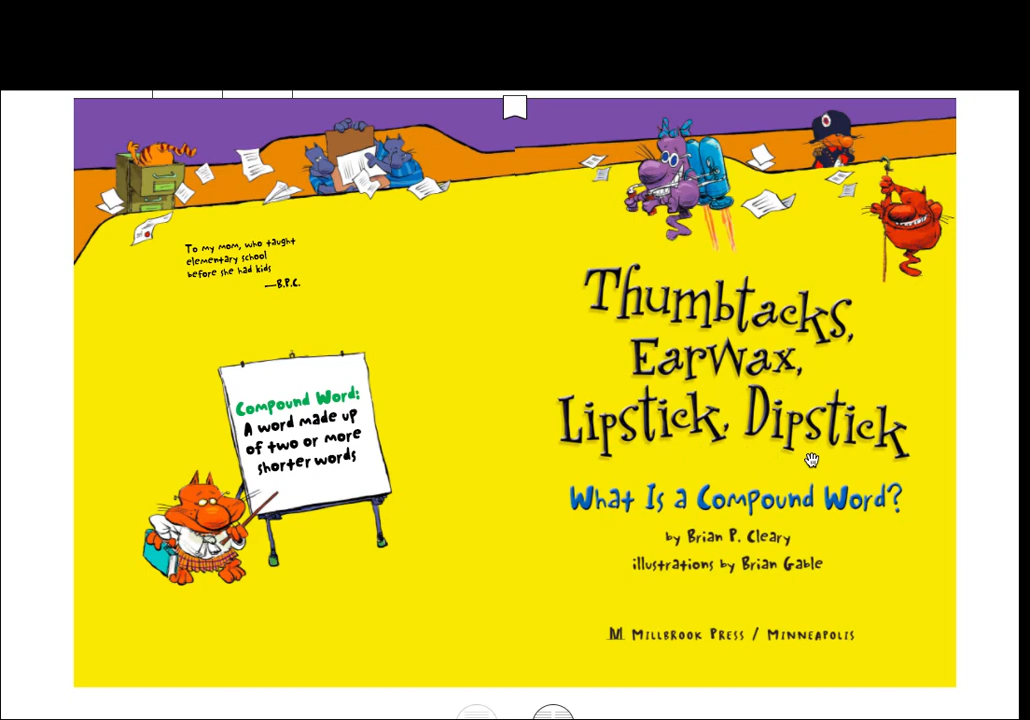 To my mom, who taught
elementary school
before she had kids
—B.P.C.
Compound Word:
A word made up
of two or more
shorter words
Thumbtacks,
Earwax,
Lipstick, Dipstick
What Is a Compound Word?
by Brian P. Cleary
illustrations by Brian Gable
M Millbrook Press / Minneapolis